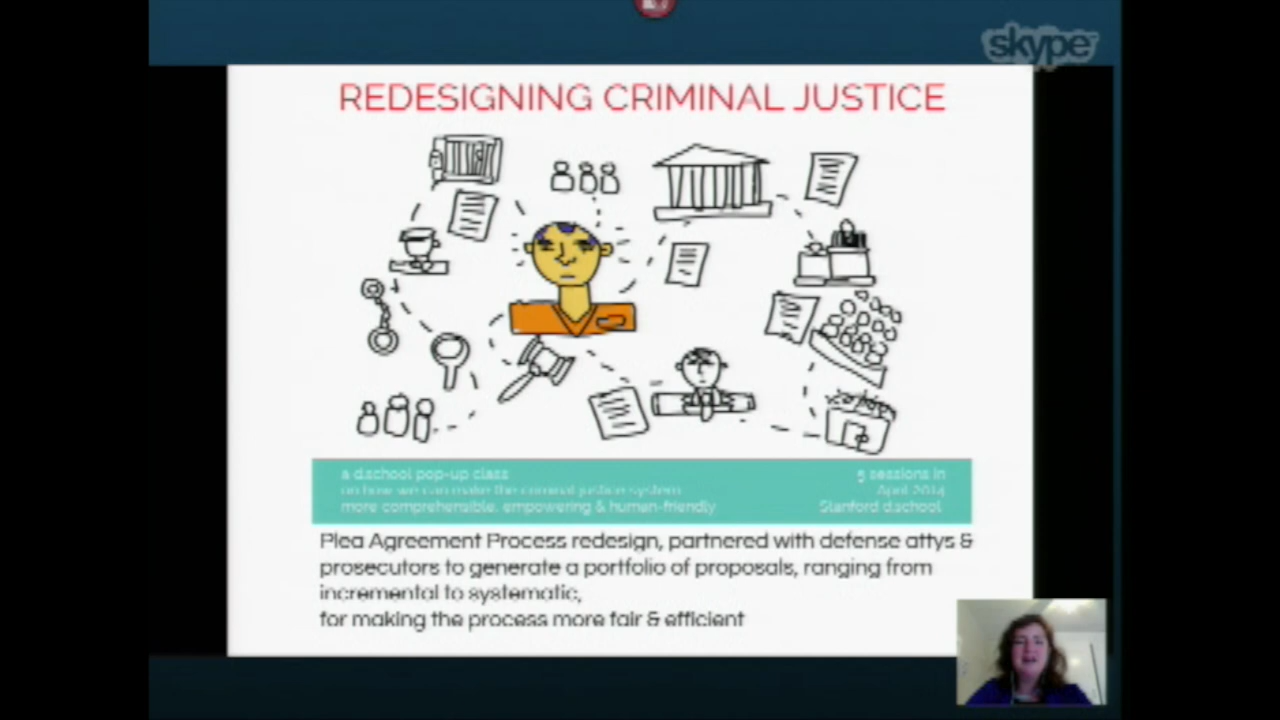 skype
REDESIGNING CRIMINAL JUSTICE
a d.school pop-up class
on how we can make the criminal justice system
more comprehensible, empowering & human-friendly
5 sessions in
April 2014
Stanford d.school
Plea Agreement Process redesign, partnered with defense attys &
prosecutors to generate a portfolio of proposals, ranging from
incremental to systematic,
for making the process more fair & efficient